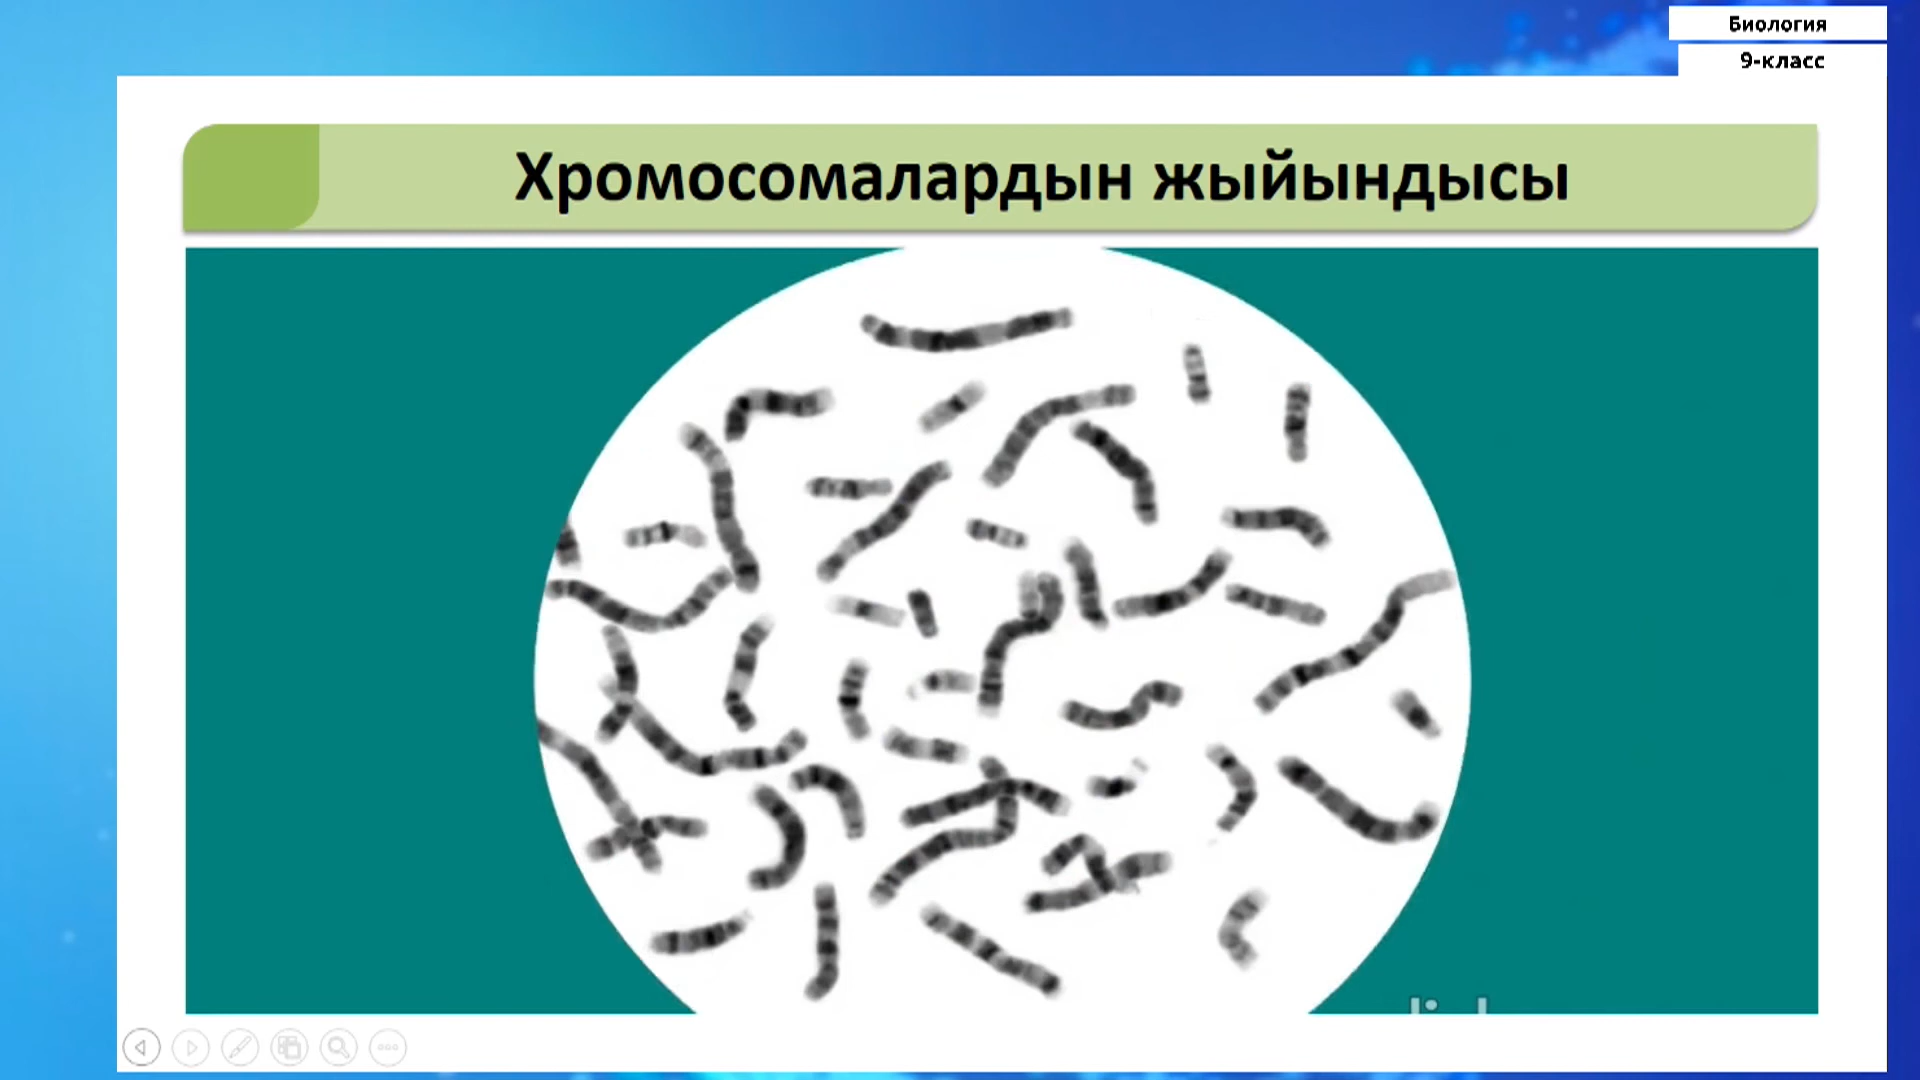 Биология
9-класс
Хромосомалардын жыйындысы